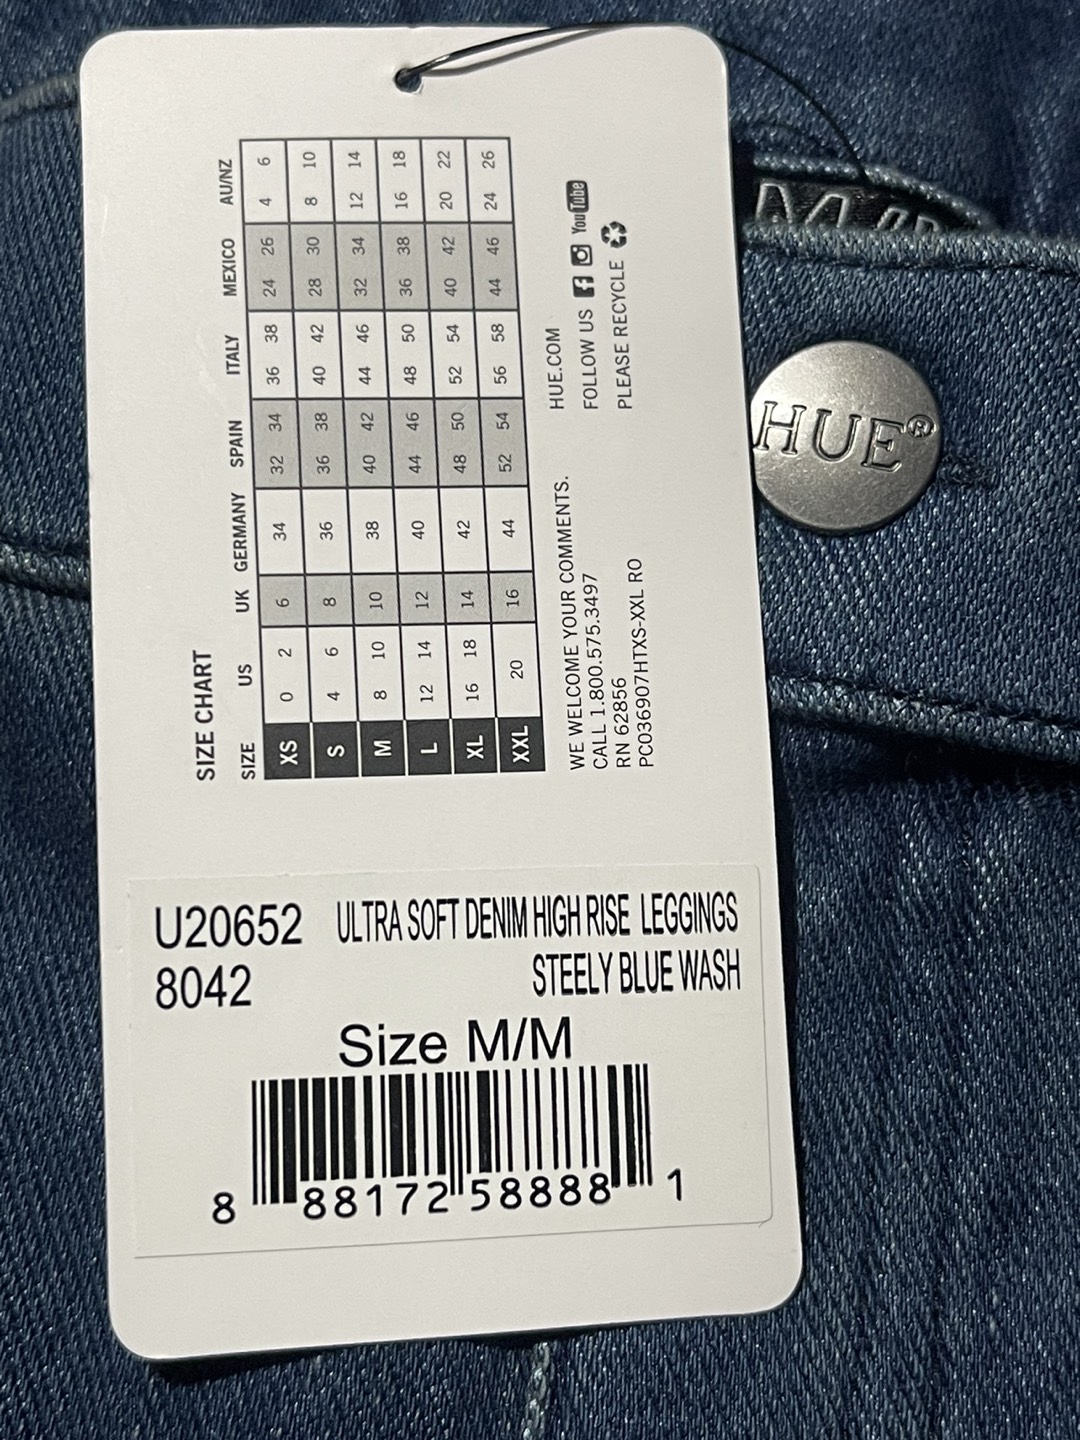 SIZE CHART
SIZE US UK GERMANY SPAIN ITALY MEXICO AU/NZ
XS 0 2 6 34 32 34 36 38 24 26 4 6
S 4 6 8 36 36 38 40 42 28 30 8 10
M 8 10 10 38 40 42 44 46 32 34 12 14
L 12 14 12 40 44 46 48 50 36 38 16 18
XL 16 18 14 42 48 50 52 54 40 42 20 22
XXL 20 16 44 52 54 56 58 44 46 24 26
WE WELCOME YOUR COMMENTS.
CALL 1.800.575.3497
RN 62856
PC036907HTXS-XXL RO
HUE.COM
FOLLOW US YouTube
PLEASE RECYCLE
U20652 ULTRA SOFT DENIM HIGH RISE LEGGINGS
8042 STEELY BLUE WASH
Size M/M
8 88172 58888 1
HUE®